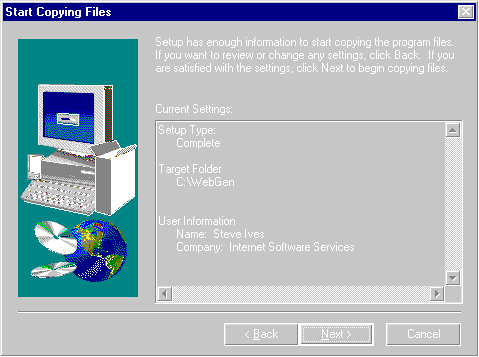 Start Copying Files
Setup has enough information to start copying the program files.
If you want to review or change any settings, click Back. If you
are satisfied with the settings, click Next to begin copying files.
Current Settings:
Setup Type:
Complete
Target Folder
C:\WebGen
User Information
Name: Steve Ives
Company: Internet Software Services
< Back
Next >
Cancel